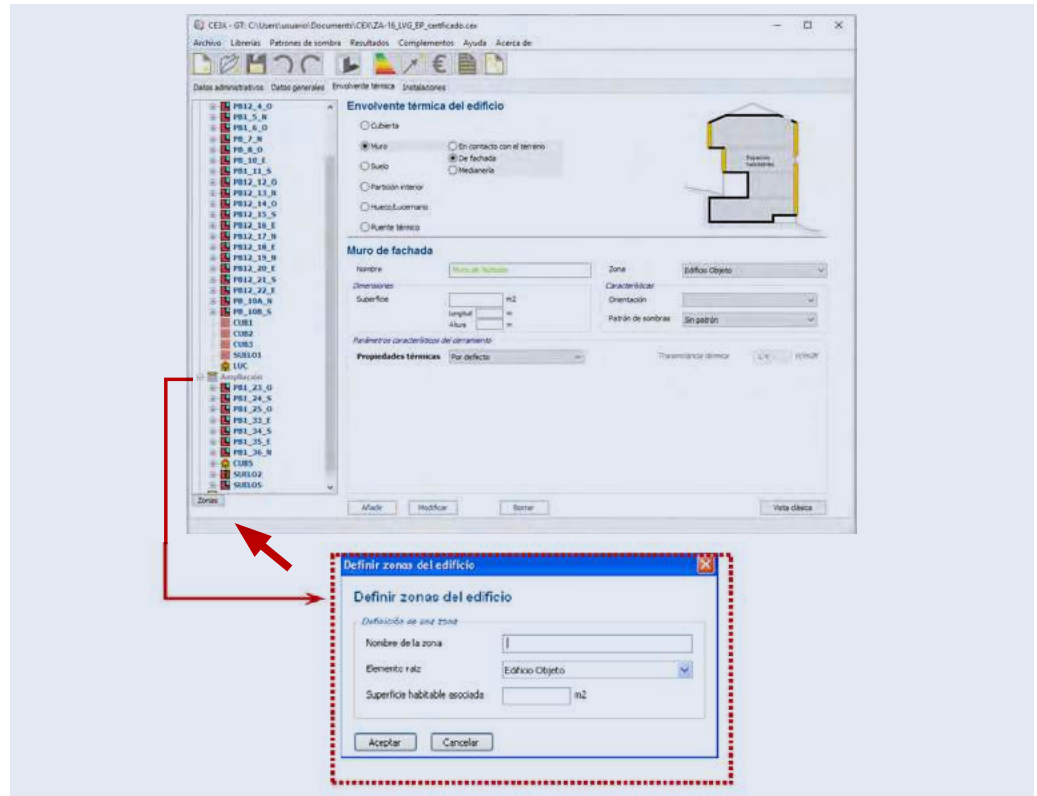 CE3X - GT: C:\Users\usuario\Documents\CEX\ZA-16_LVG_EP_certificado.cex
Archivo Librerías Patrones de sombra Resultados Complementos Ayuda Acerca de
Datos administrativos Datos generales Envolvente térmica Instalaciones
PB12_4_O
PB1_5_N
PB1_6_O
PB_7_N
PB_8_O
PB_10_E
PB1_11_S
PB12_12_O
PB12_13_N
PB12_14_O
PB12_15_S
PB12_16_E
PB12_17_N
PB12_18_E
PB12_19_N
PB12_20_E
PB12_21_S
PB12_22_E
PB_10A_N
PB_10B_S
CUB1
CUB2
CUB3
SUELO1
LUC
Ampliación
PB1_23_O
PB1_24_S
PB1_25_O
PB1_33_E
PB1_34_S
PB1_35_E
PB1_36_N
CUB5
SUELO2
SUELO5
Zonas
Envolvente térmica del edificio
Cubierta
Muro
En contacto con el terreno
De fachada
Suelo
Medianería
Partición interior
Hueco/Lucernario
Puente térmico
Espacios
habitables
Muro de fachada
Nombre Muro de fachada Zona Edificio Objeto
Dimensiones Características
Superficie m2 Orientación
Longitud m
Altura m
Patrón de sombras Sin patrón
Parámetros característicos del cerramiento
Propiedades térmicas Por defecto Transmitancia térmica W/m2K
Añadir Modificar Borrar Vista clásica
Definir zonas del edificio
Definir zonas del edificio
Definición de una zona
Nombre de la zona
Elemento raíz Edificio Objeto
Superficie habitable asociada m2
Aceptar Cancelar